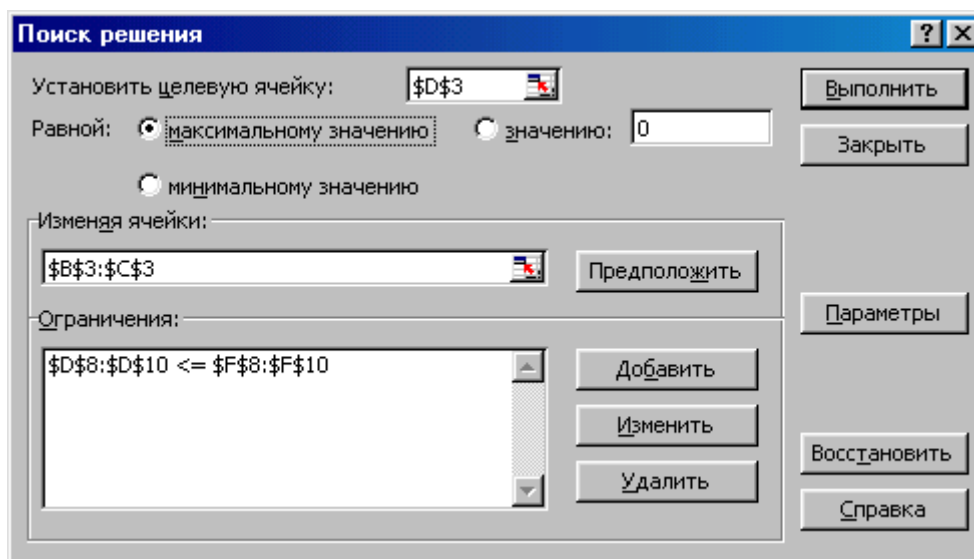 Поиск решения
Установить целевую ячейку: $D$3
Выполнить
Равной: максимальному значению значению: 0
Закрыть
минимальному значению
Изменяя ячейки:
$B$3:$C$3
Предположить
Параметры
Ограничения:
$D$8:$D$10 <= $F$8:$F$10
Добавить
Изменить
Удалить
Восстановить
Справка